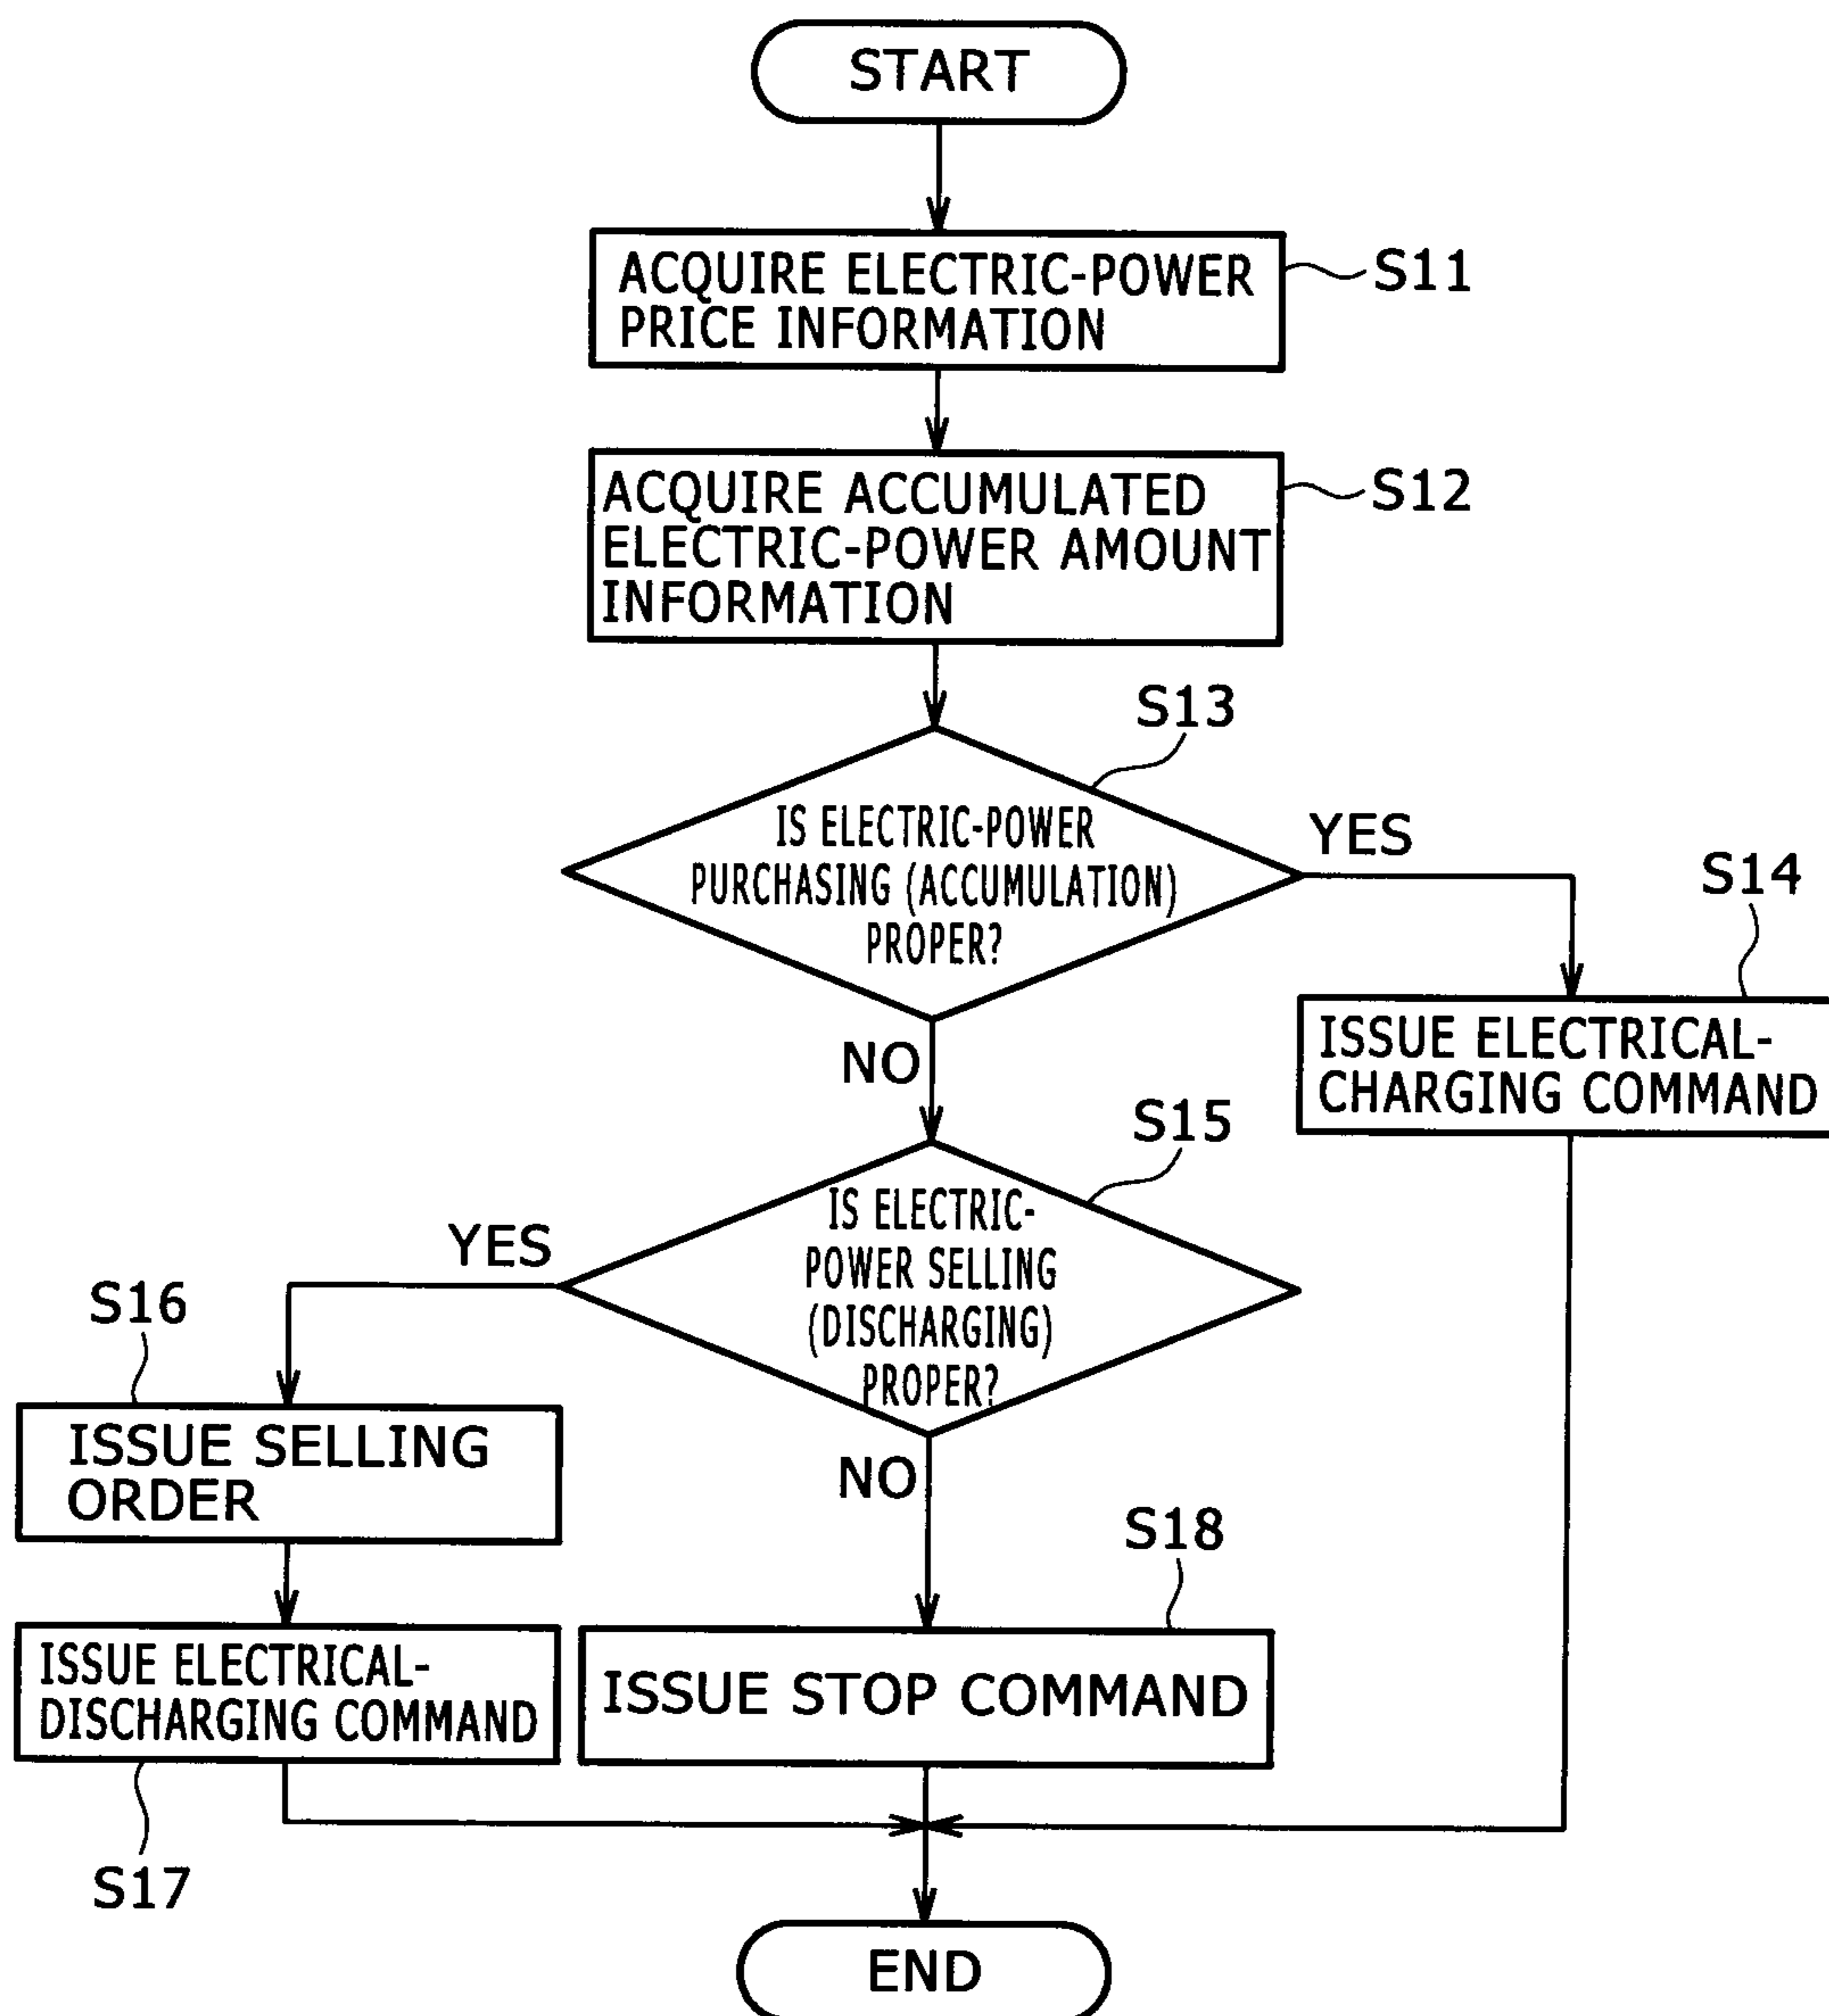 START
ACQUIRE ELECTRIC-POWER
PRICE INFORMATION
S11
ACQUIRE ACCUMULATED
ELECTRIC-POWER AMOUNT
INFORMATION
S12
S13
IS ELECTRIC-POWER
PURCHASING (ACCUMULATION)
PROPER?
YES
S14
ISSUE ELECTRICAL-
CHARGING COMMAND
NO
S15
IS ELECTRIC-
POWER SELLING
(DISCHARGING)
PROPER?
YES
S16
ISSUE SELLING
ORDER
NO
S18
ISSUE ELECTRICAL-
DISCHARGING COMMAND
ISSUE STOP COMMAND
S17
END